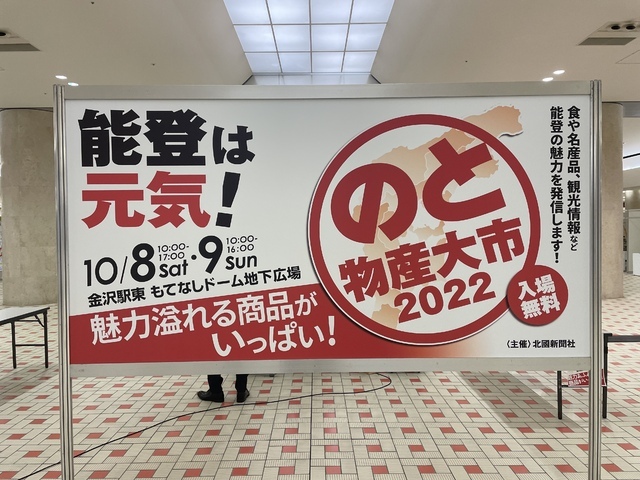 能登は
元気!
10/8 sat 10:00-17:00・9 sun 10:00-16:00
金沢駅東 もてなしドーム地下広場
魅力溢れる商品が
いっぱい!
のと
物産大市
2022
入場
無料
食や名産品、観光情報など
能登の魅力を発信します!
〈主催〉北國新聞社